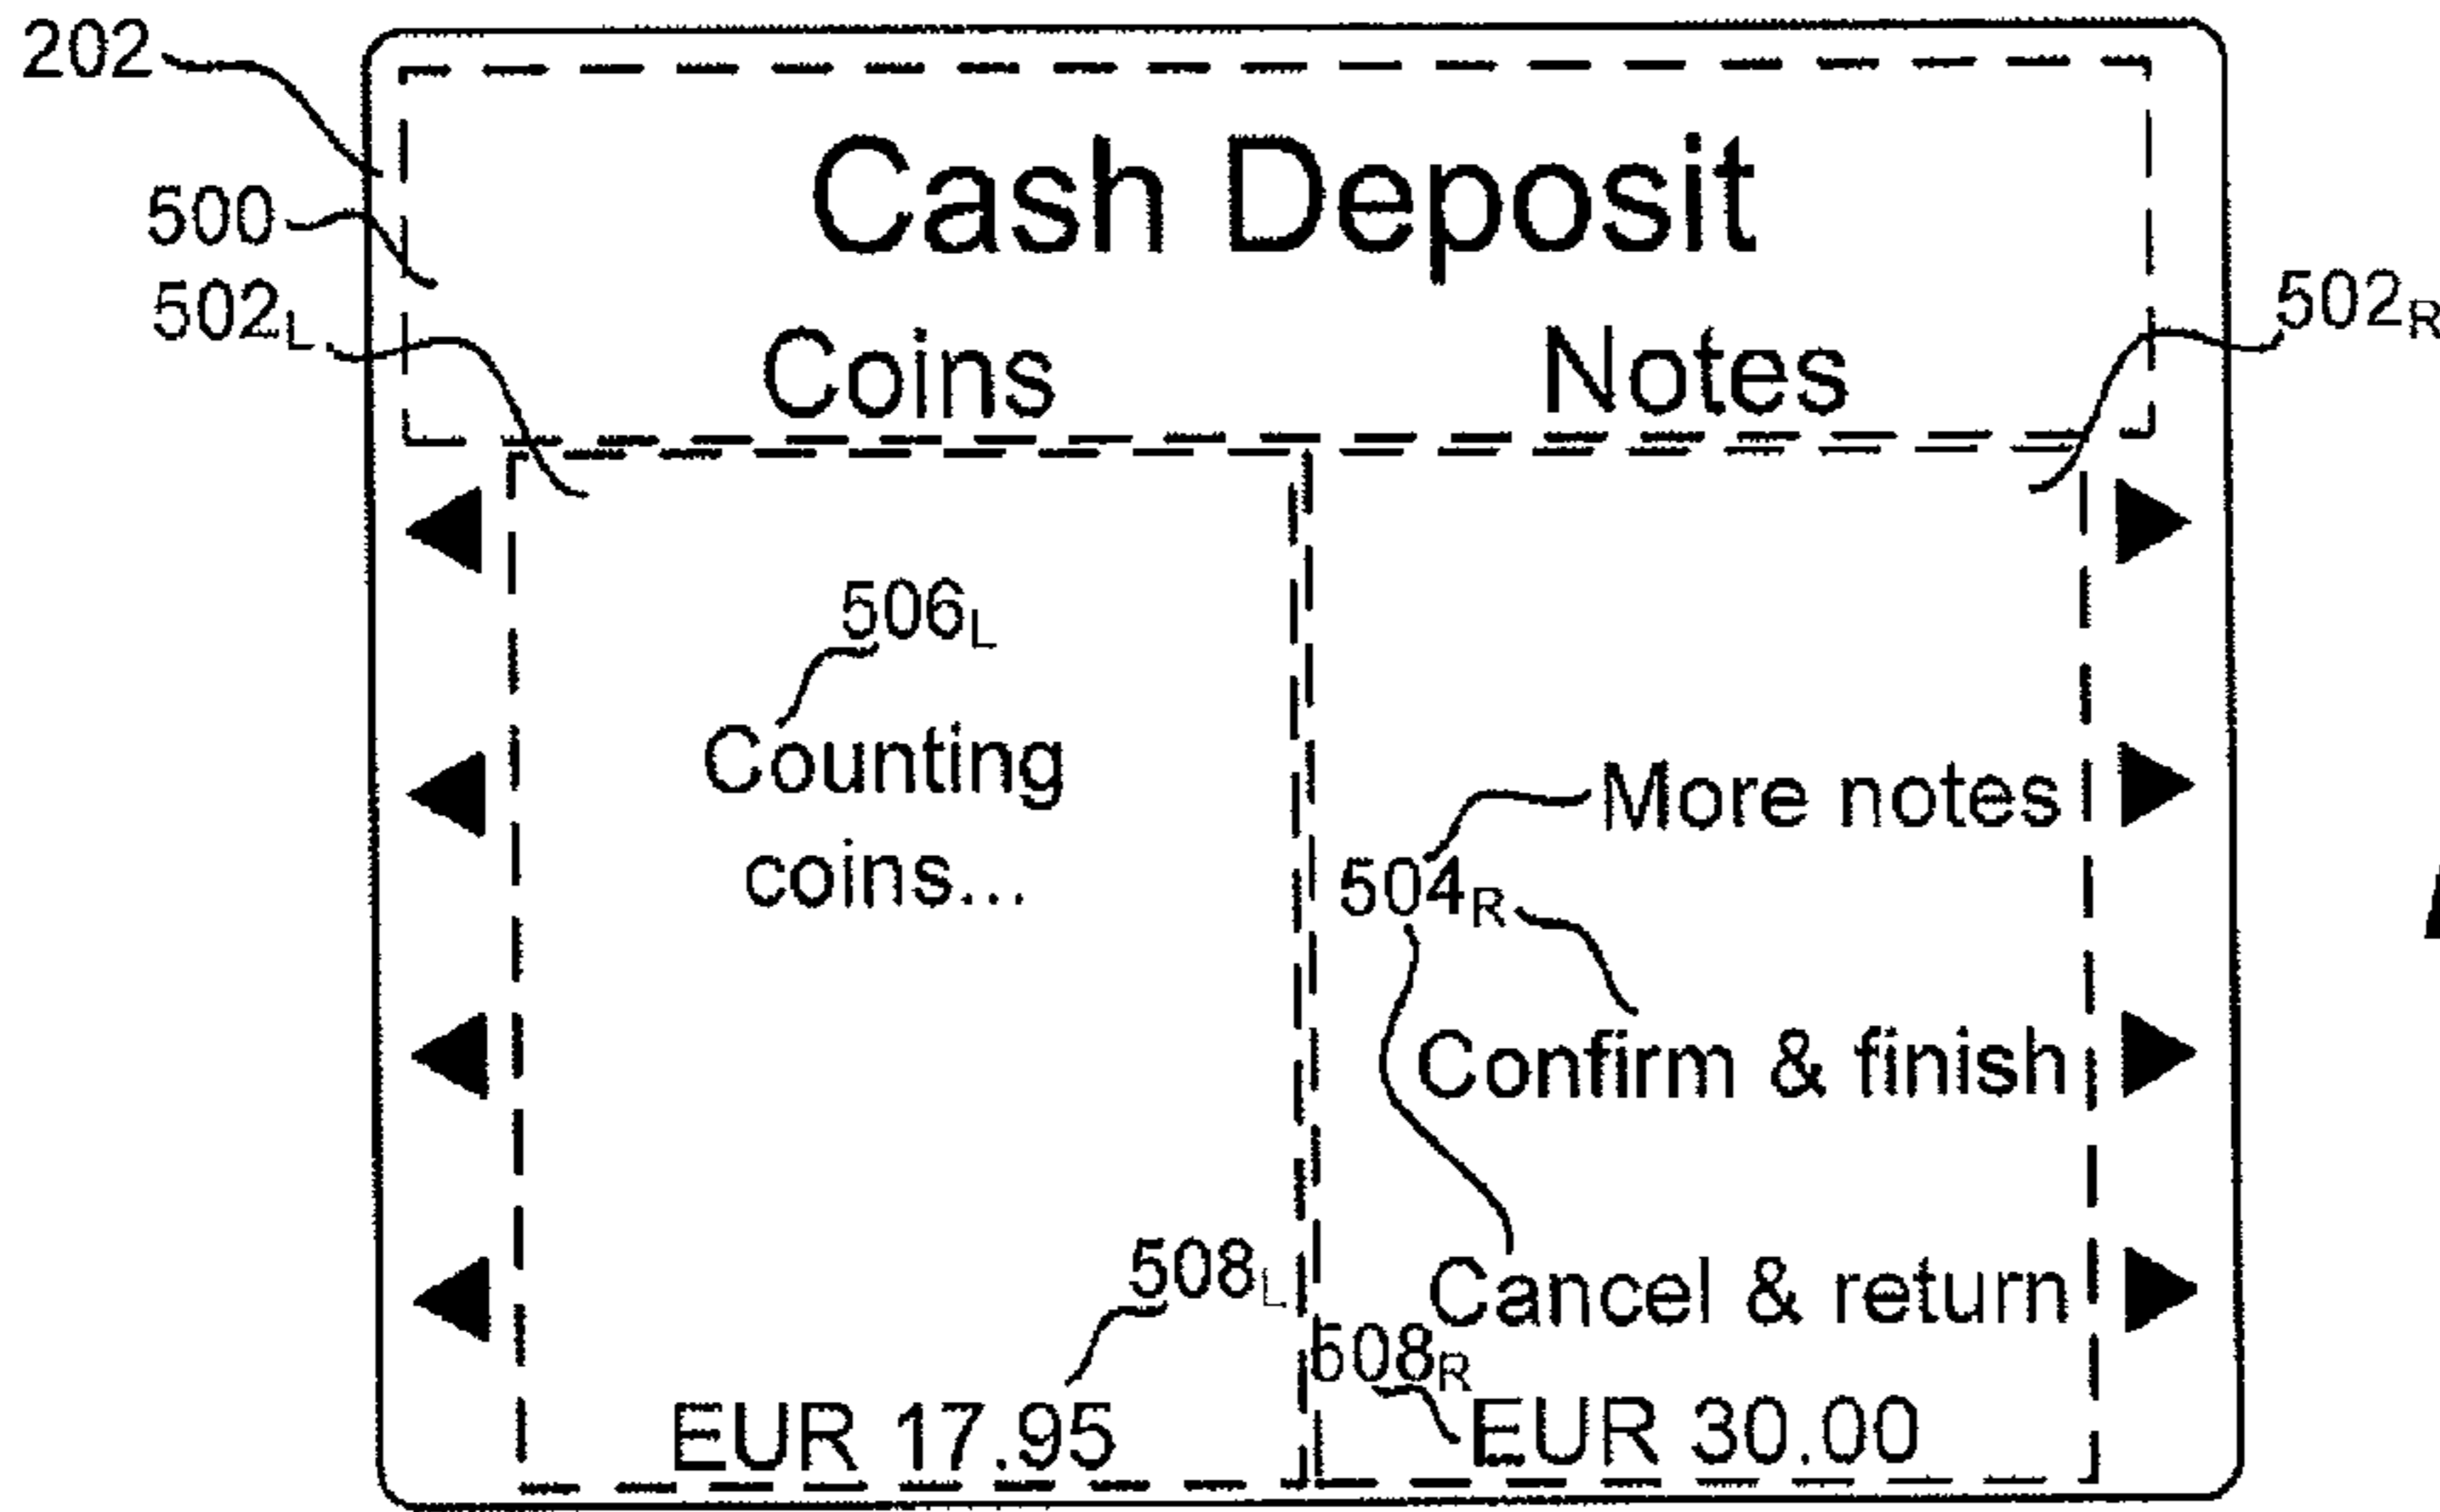 202
Cash Deposit
500
502L
502R
Coins
Notes
506L
Counting
coins...
More notes
504R
Confirm & finish
508L
Cancel & return
508R
EUR 17.95
EUR 30.00